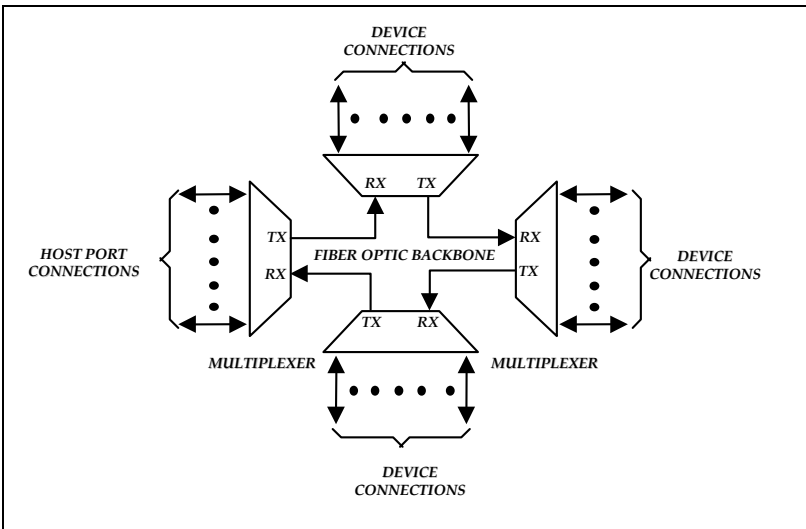 DEVICE
CONNECTIONS
RX TX
HOST PORT
CONNECTIONS
TX
RX
FIBER OPTIC BACKBONE
RX
TX
DEVICE
CONNECTIONS
TX RX
MULTIPLEXER
MULTIPLEXER
DEVICE
CONNECTIONS